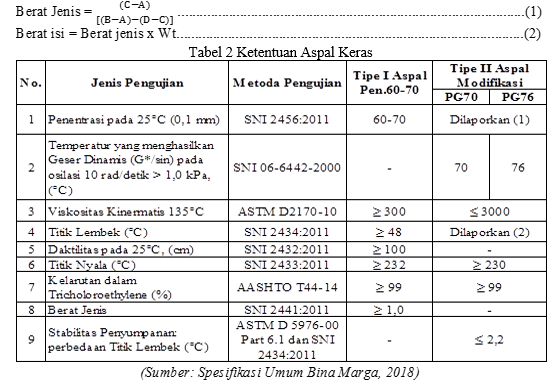 Berat Jenis = (C−A) / [(B−A)−(D−C)] ........................................(1)
Berat isi = Berat jenis x Wt........................................(2)
Tabel 2 Ketentuan Aspal Keras
No. Jenis Pengujian Metoda Pengujian Tipe I Aspal Pen.60-70 Tipe II Aspal Modifikasi
PG70 PG76
1 Penentrasi pada 25°C (0,1 mm) SNI 2456:2011 60-70 Dilaporkan (1)
2 Temperatur yang menghasilkan Geser Dinamis (G*/sin) pada osilasi 10 rad/detik > 1,0 kPa, (°C) SNI 06-6442-2000 - 70 76
3 Viskositas Kinermatis 135°C ASTM D2170-10 ≥ 300 ≤ 3000
4 Titik Lembek (°C) SNI 2434:2011 ≥ 48 Dilaporkan (2)
5 Daktilitas pada 25°C, (cm) SNI 2432:2011 ≥ 100 -
6 Titik Nyala (°C) SNI 2433:2011 ≥ 232 ≥ 230
7 Kelarutan dalam Tricholoroethylene (%) AASHTO T44-14 ≥ 99 ≥ 99
8 Berat Jenis SNI 2441:2011 ≥ 1,0 -
9 Stabilitas Penyumpanan: perbedaan Titik Lembek (°C) ASTM D 5976-00 Part 6.1 dan SNI 2434:2011 - ≤ 2,2
(Sumber: Spesifikasi Umum Bina Marga, 2018)